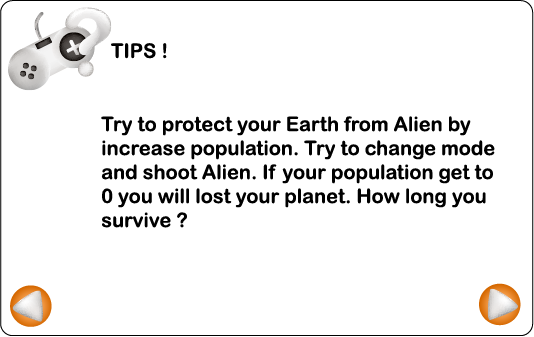 TIPS !
Try to protect your Earth from Alien by
increase population. Try to change mode
and shoot Alien. If your population get to
0 you will lost your planet. How long you
survive ?